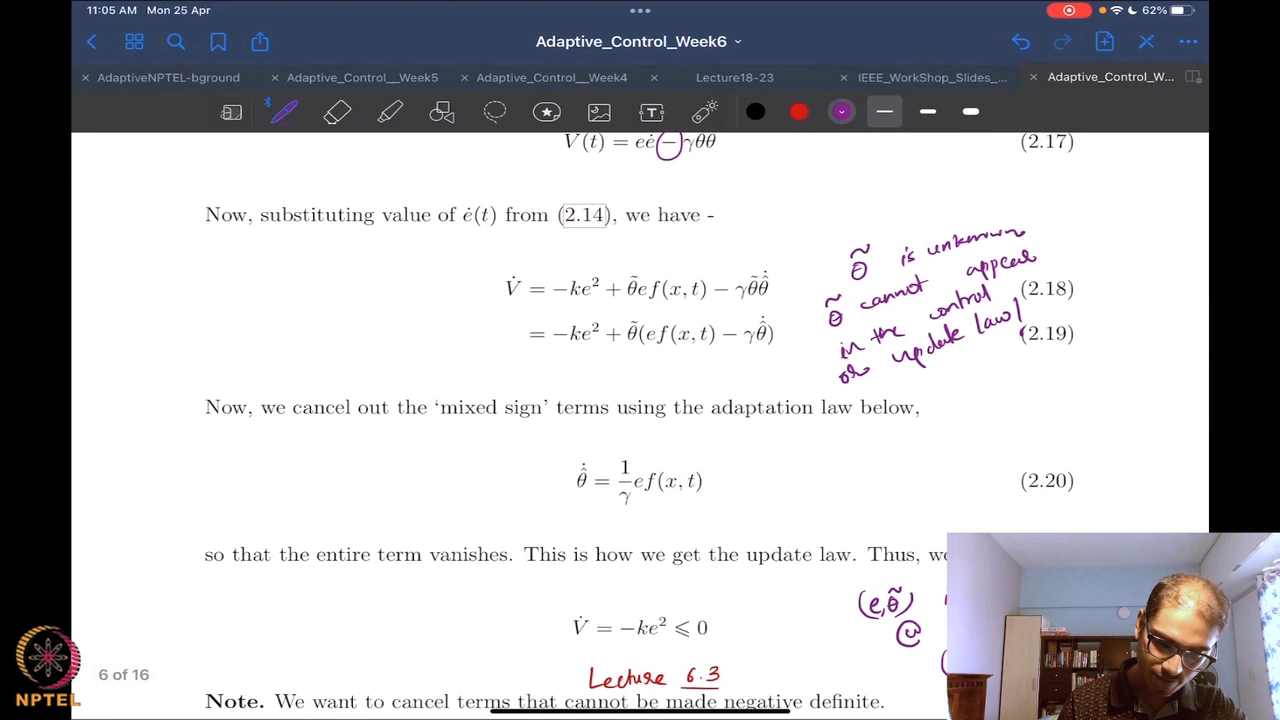 11:05 AM Mon 25 Apr
62%
Adaptive_Control_Week6
AdaptiveNPTEL-bground
Adaptive_Control__Week5
Adaptive_Control__Week4
Lecture18-23
IEEE_WorkShop_Slides_...
Adaptive_Control_W...
V(t) = eė − γθθ (2.17)
Now, substituting value of ė(t) from (2.14), we have -
θ̃ is unknown
θ̃ cannot appear
in the control
or update law!
V̇ = −ke² + θ̃ef(x, t) − γθ̃θ̂̇ (2.18)
= −ke² + θ̃(ef(x, t) − γθ̂̇) (2.19)
Now, we cancel out the ‘mixed sign’ terms using the adaptation law below,
θ̂̇ = 1/γ ef(x, t) (2.20)
so that the entire term vanishes. This is how we get the update law. Thus, we
(e, θ̃)
V̇ = −ke² ⩽ 0
Lecture 6.3
Note. We want to cancel terms that cannot be made negative definite.
6 of 16
NPTEL